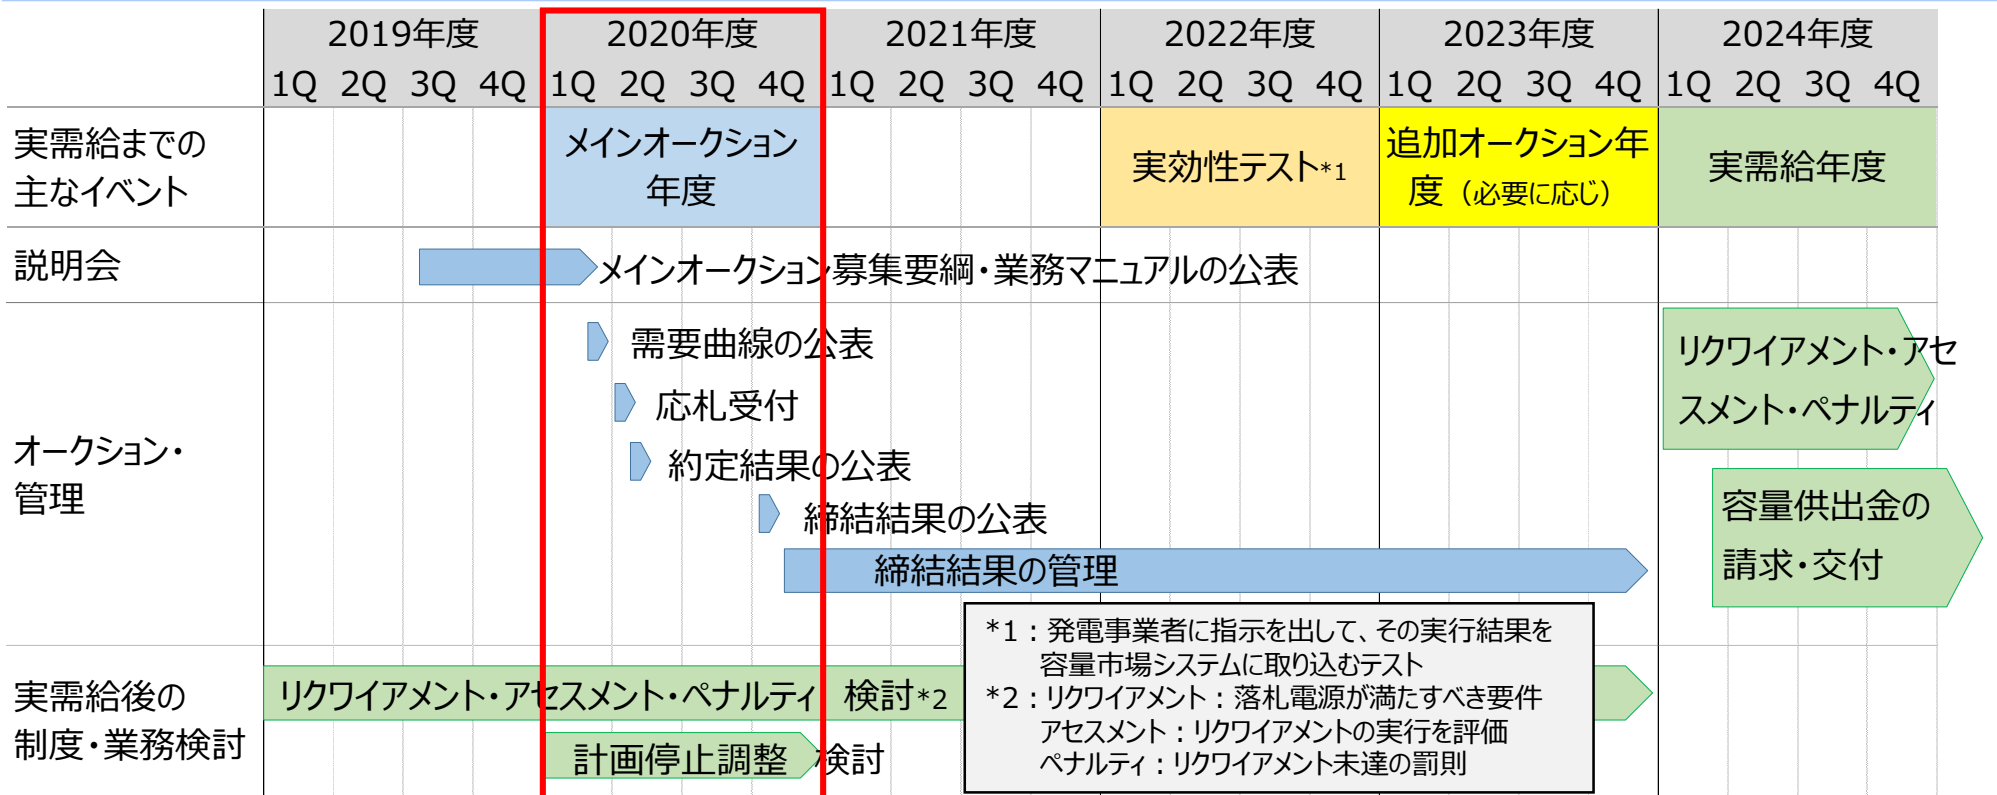 2019年度 2020年度 2021年度 2022年度 2023年度 2024年度
1Q 2Q 3Q 4Q 1Q 2Q 3Q 4Q 1Q 2Q 3Q 4Q 1Q 2Q 3Q 4Q 1Q 2Q 3Q 4Q 1Q 2Q 3Q 4Q
実需給までの
主なイベント
メインオークション
年度
実効性テスト*1
追加オークション年
度（必要に応じ）
実需給年度
説明会
メインオークション募集要綱・業務マニュアルの公表
オークション・
管理
需要曲線の公表
応札受付
約定結果の公表
締結結果の公表
締結結果の管理
リクワイアメント・アセ
スメント・ペナルティ
容量供出金の
請求・交付
実需給後の
制度・業務検討
リクワイアメント・アセスメント・ペナルティ 検討*2
計画停止調整 検討
*1：発電事業者に指示を出して、その実行結果を
容量市場システムに取り込むテスト
*2：リクワイアメント：落札電源が満たすべき要件
アセスメント：リクワイアメントの実行を評価
ペナルティ：リクワイアメント未達の罰則